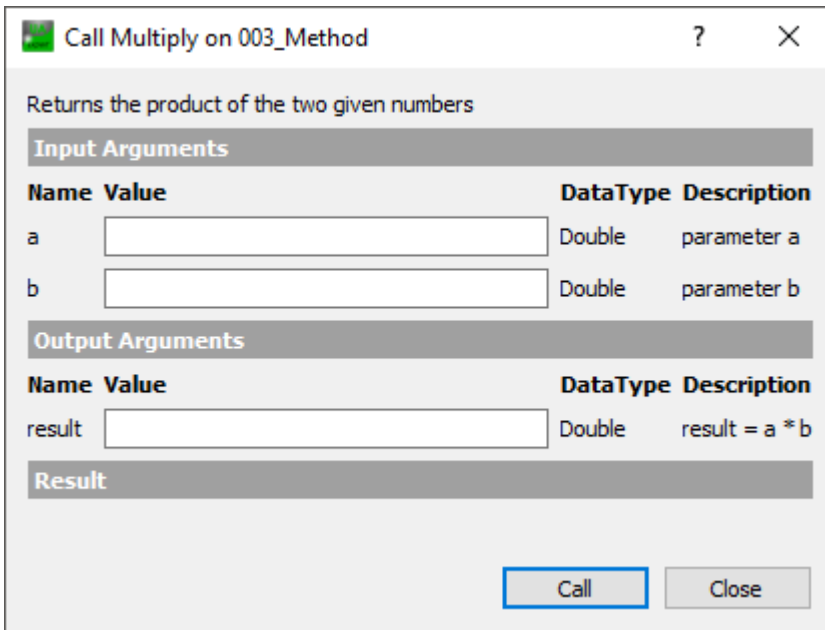 Call Multiply on 003_Method
Returns the product of the two given numbers
Input Arguments
Name Value DataType Description
a Double parameter a
b Double parameter b
Output Arguments
Name Value DataType Description
result Double result = a * b
Result
Call Close